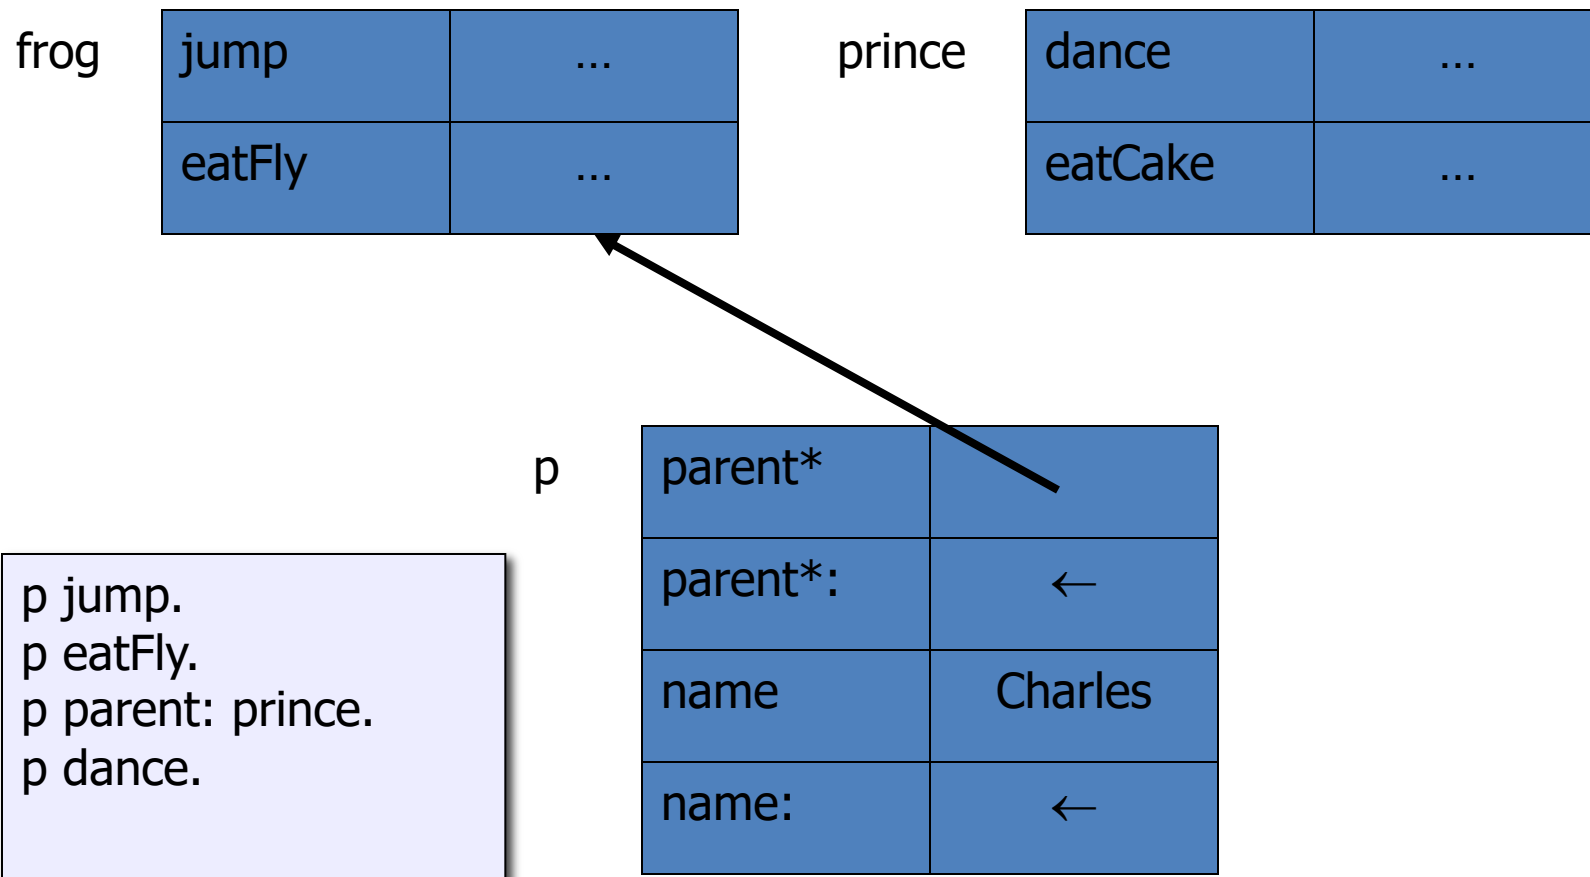 frog jump … prince dance …
eatFly … eatCake …
p parent*
parent*: ←
name Charles
name: ←
p jump.
p eatFly.
p parent: prince.
p dance.